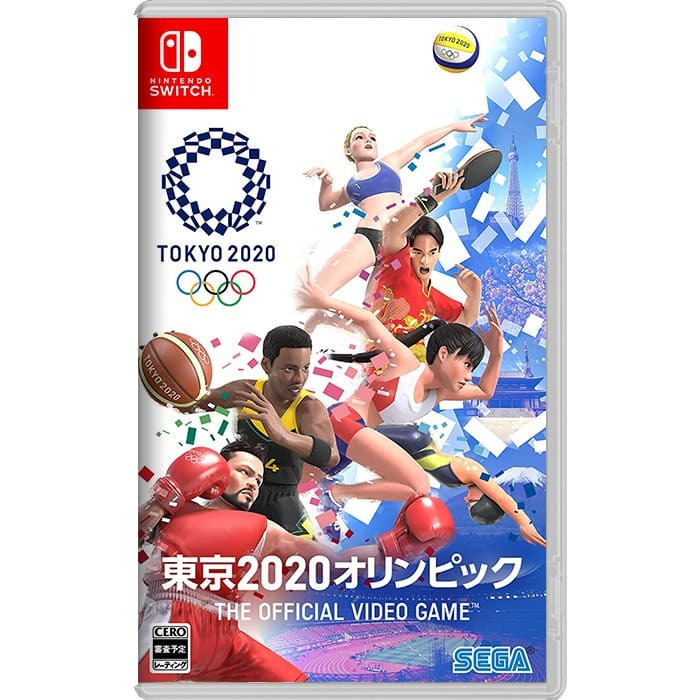 NINTENDO
SWITCH
TOKYO 2020
TOKYO 2020
TOKYO 2020
4
東京2020オリンピック
THE OFFICIAL VIDEO GAME™
CERO
審査予定
レーティング
SEGA